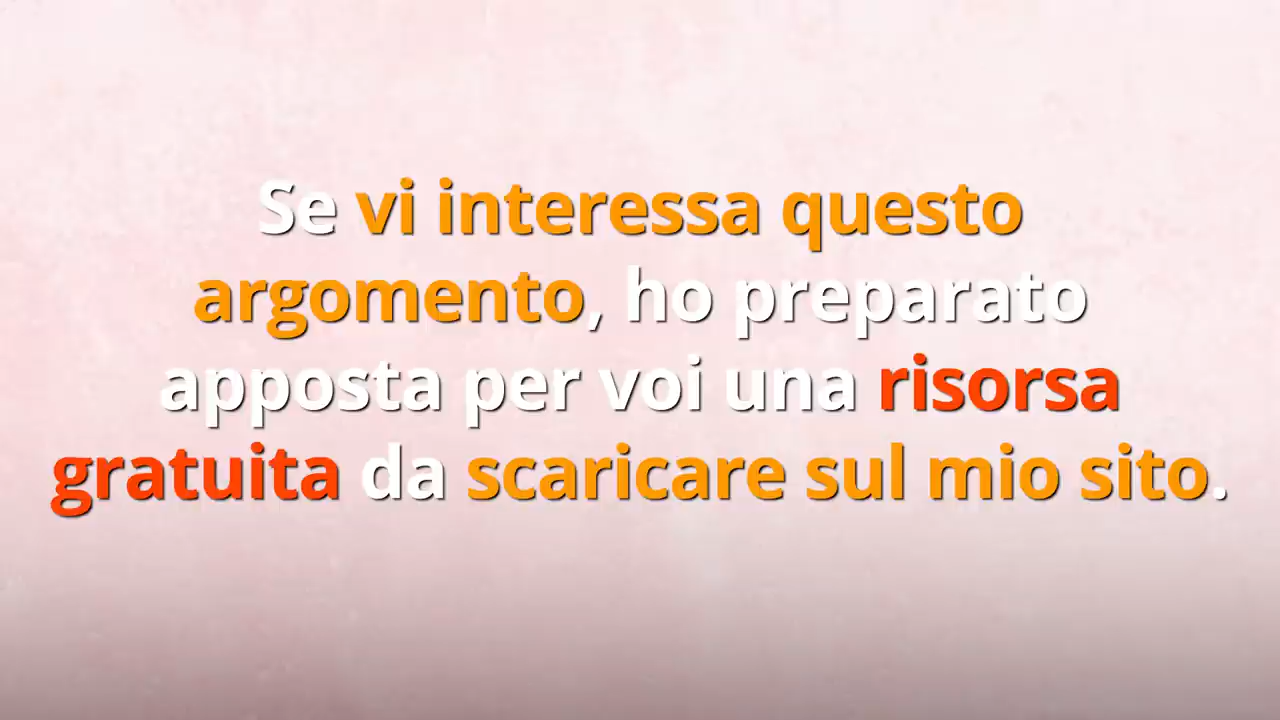 Se vi interessa questo
argomento, ho preparato
apposta per voi una risorsa
gratuita da scaricare sul mio sito.